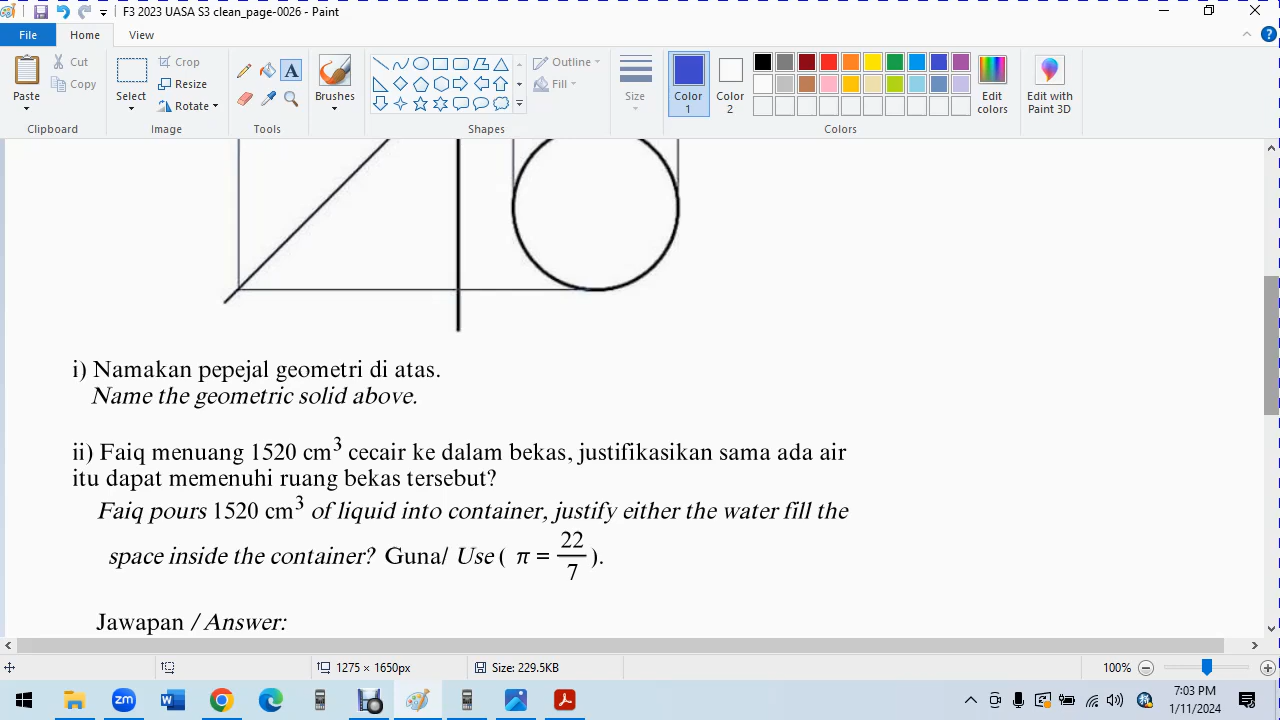 F3 2023 UASA S3 clean_page-0026 - Paint
File Home View
Paste Cut Copy Clipboard
Select Crop Resize Rotate Image
A Tools
Brushes
Shapes Outline Fill
Size
Color 1 Color 2 Edit colors Colors
Edit with Paint 3D
i) Namakan pepejal geometri di atas.
Name the geometric solid above.
ii) Faiq menuang 1520 cm³ cecair ke dalam bekas, justifikasikan sama ada air
itu dapat memenuhi ruang bekas tersebut?
Faiq pours 1520 cm³ of liquid into container, justify either the water fill the
space inside the container? Guna/ Use ( π = 22/7 ).
Jawapan / Answer:
1275 × 1650px Size: 229.5KB 100%
zm W
7:03 PM
1/11/2024